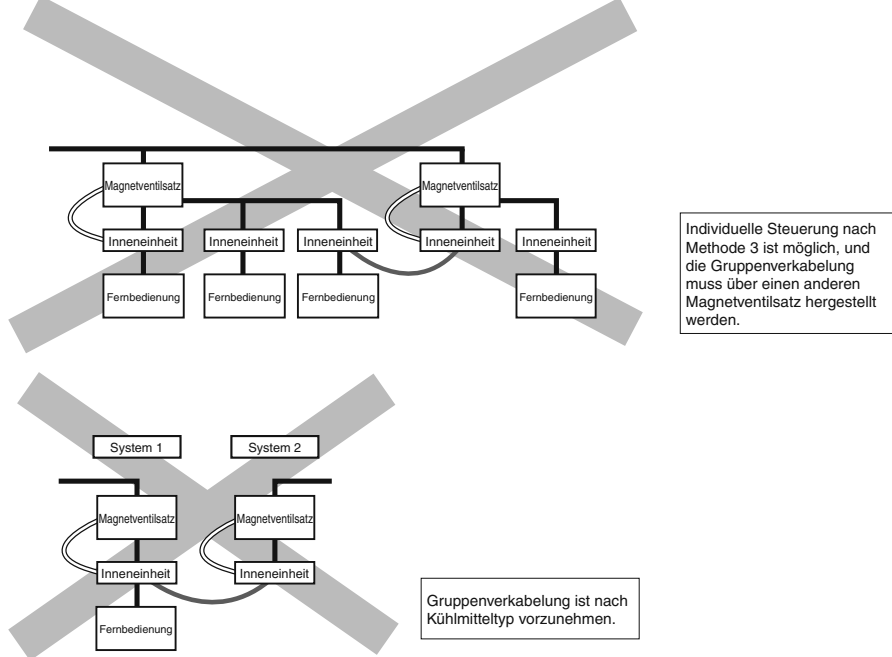 Magnetventilsatz
Magnetventilsatz
Inneneinheit
Inneneinheit
Inneneinheit
Inneneinheit
Inneneinheit
Fernbedienung
Fernbedienung
Fernbedienung
Fernbedienung
Individuelle Steuerung nach
Methode 3 ist möglich, und
die Gruppenverkabelung
muss über einen anderen
Magnetventilsatz hergestellt
werden.
System 1
System 2
Magnetventilsatz
Magnetventilsatz
Inneneinheit
Inneneinheit
Fernbedienung
Gruppenverkabelung ist nach
Kühlmitteltyp vorzunehmen.